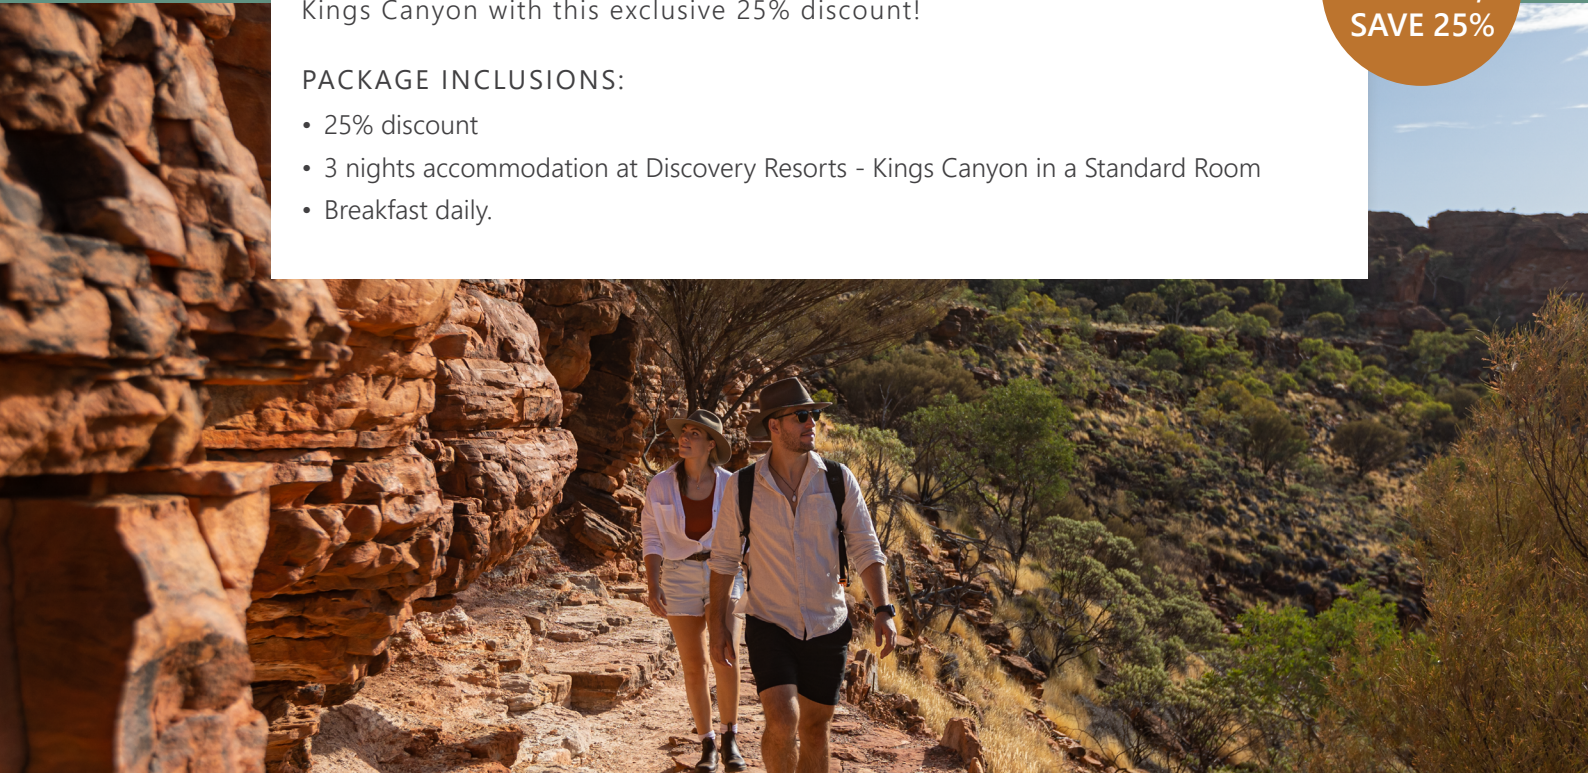 Kings Canyon with this exclusive 25% discount!
SAVE 25%
PACKAGE INCLUSIONS:
• 25% discount
• 3 nights accommodation at Discovery Resorts - Kings Canyon in a Standard Room
• Breakfast daily.